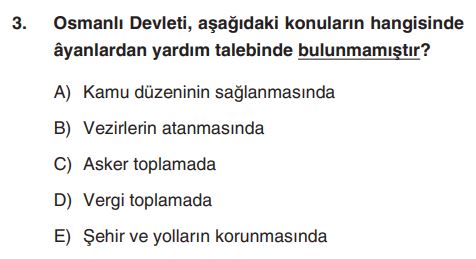 3. Osmanlı Devleti, aşağıdaki konuların hangisinde
âyanlardan yardım talebinde bulunmamıştır?
A) Kamu düzeninin sağlanmasında
B) Vezirlerin atanmasında
C) Asker toplamada
D) Vergi toplamada
E) Şehir ve yolların korunmasında